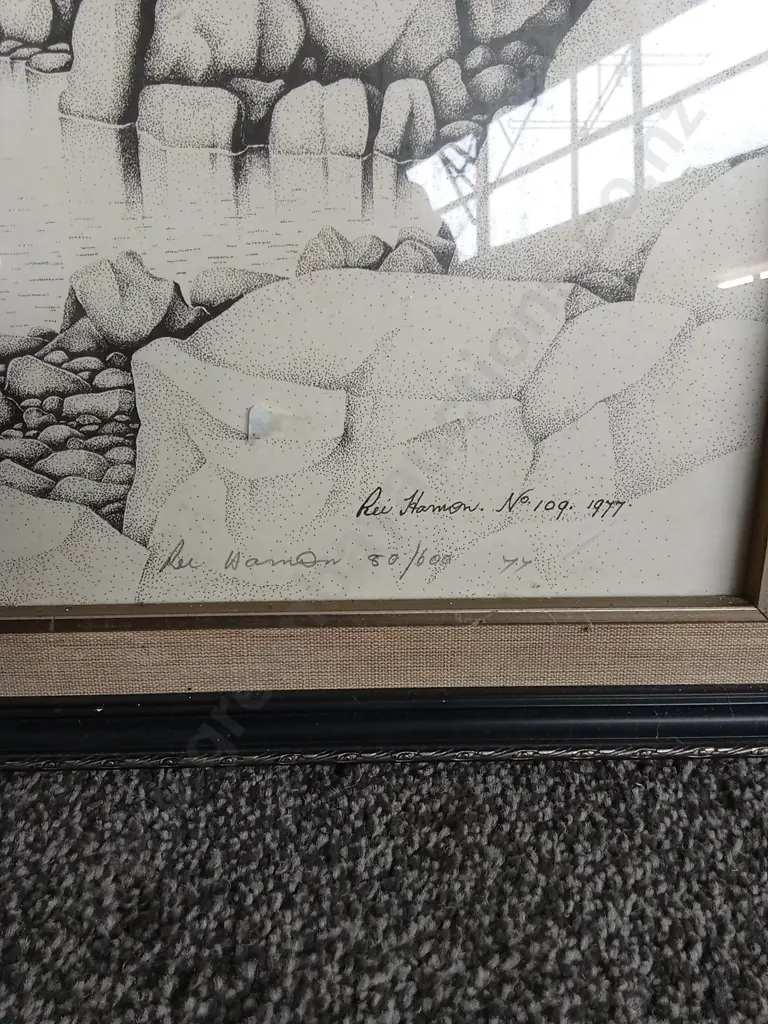 Rei Hamon. No. 109. 1977.
Rei Hamon 80/600 77